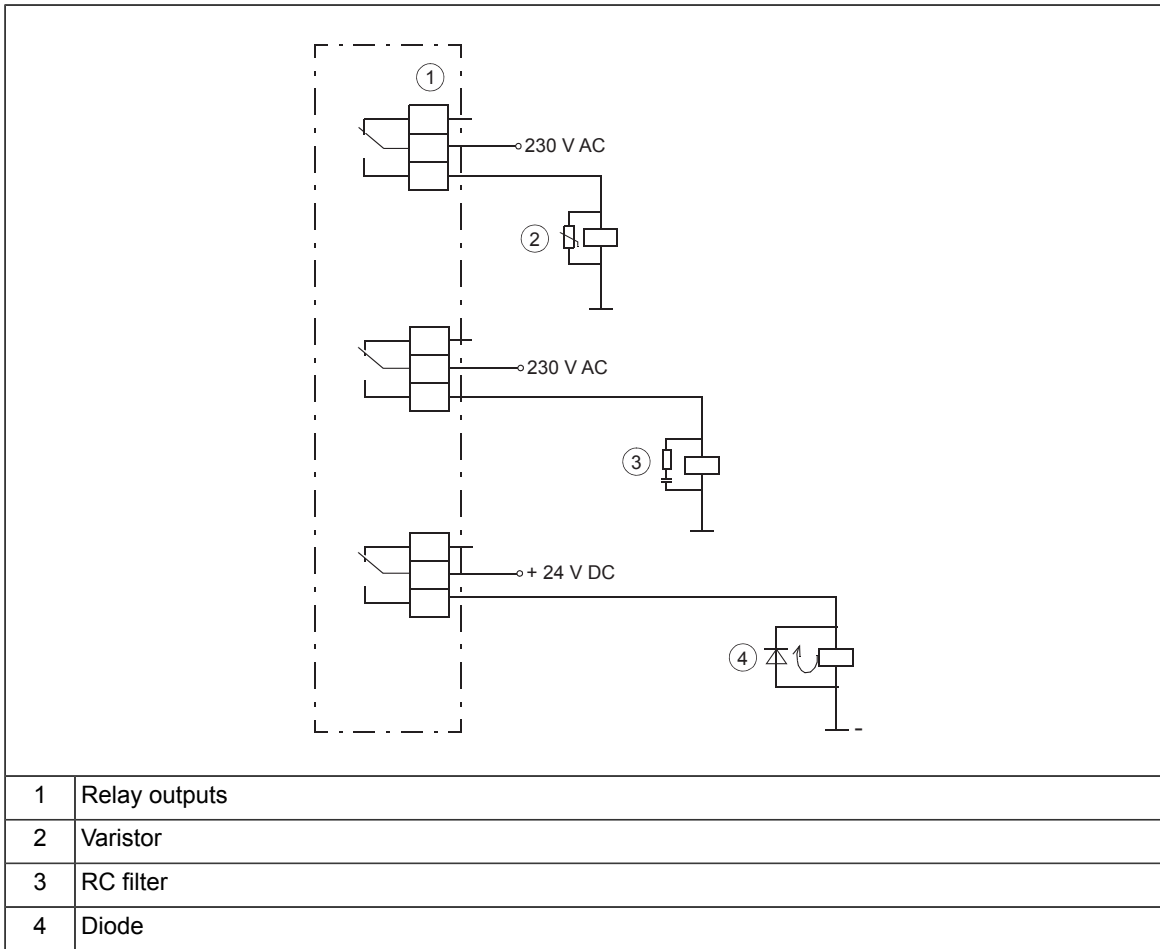 1
230 V AC
2
230 V AC
3
+ 24 V DC
4
-
1 Relay outputs
2 Varistor
3 RC filter
4 Diode